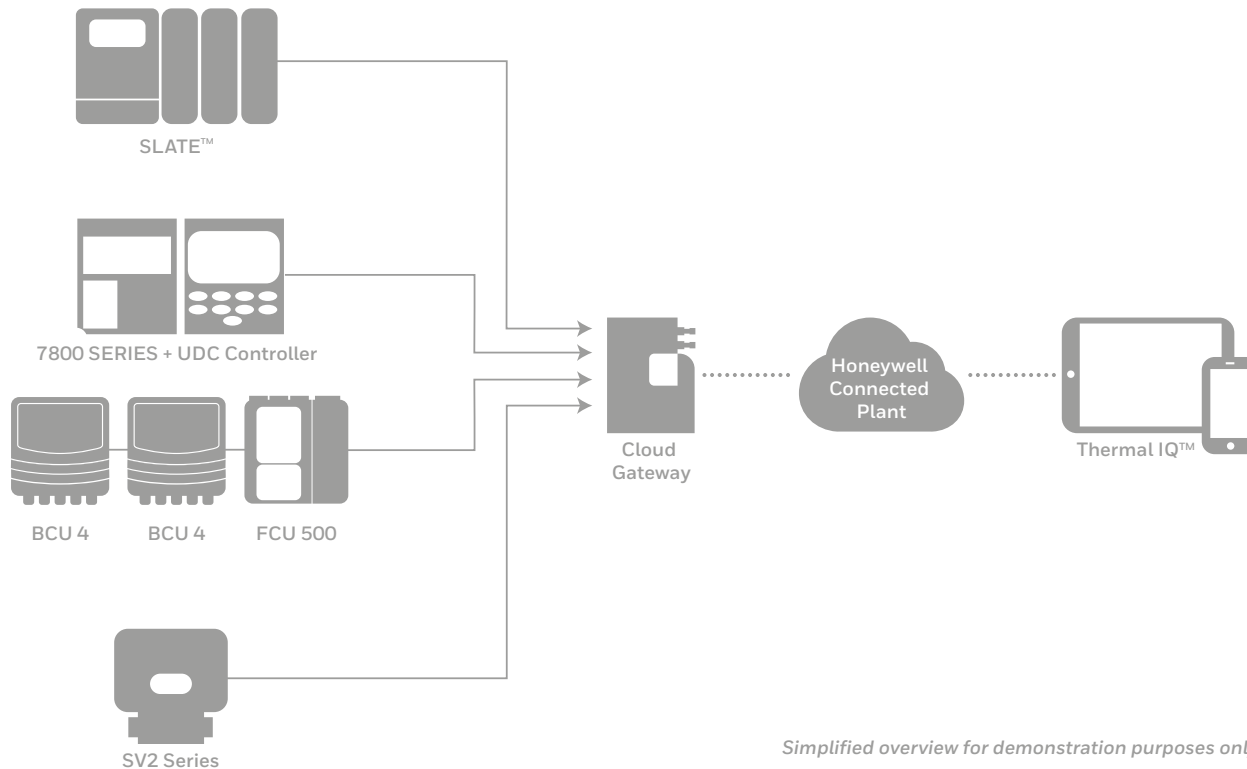 SLATE™
7800 SERIES + UDC Controller
BCU 4
BCU 4
FCU 500
SV2 Series
Cloud
Gateway
Honeywell
Connected
Plant
Thermal IQ™
Simplified overview for demonstration purposes onl